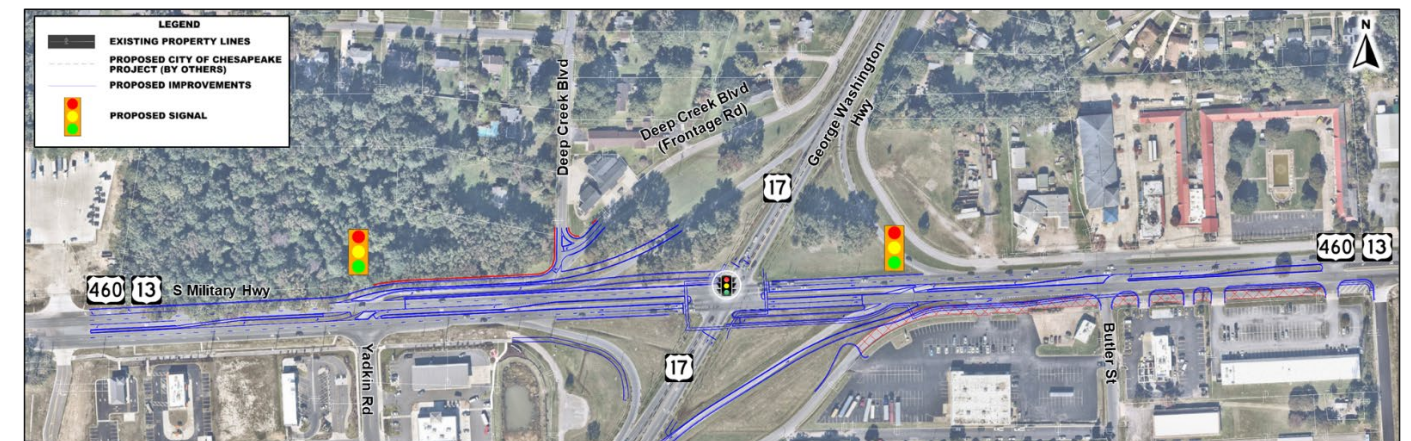 LEGEND
EXISTING PROPERTY LINES
PROPOSED CITY OF CHESAPEAKE
PROJECT (BY OTHERS)
PROPOSED IMPROVEMENTS
PROPOSED SIGNAL
N
Deep Creek Blvd
Deep Creek Blvd
(Frontage Rd)
George Washington
Hwy
17
460 13 S Military Hwy
460 13
Yadkin Rd
17
Butler St